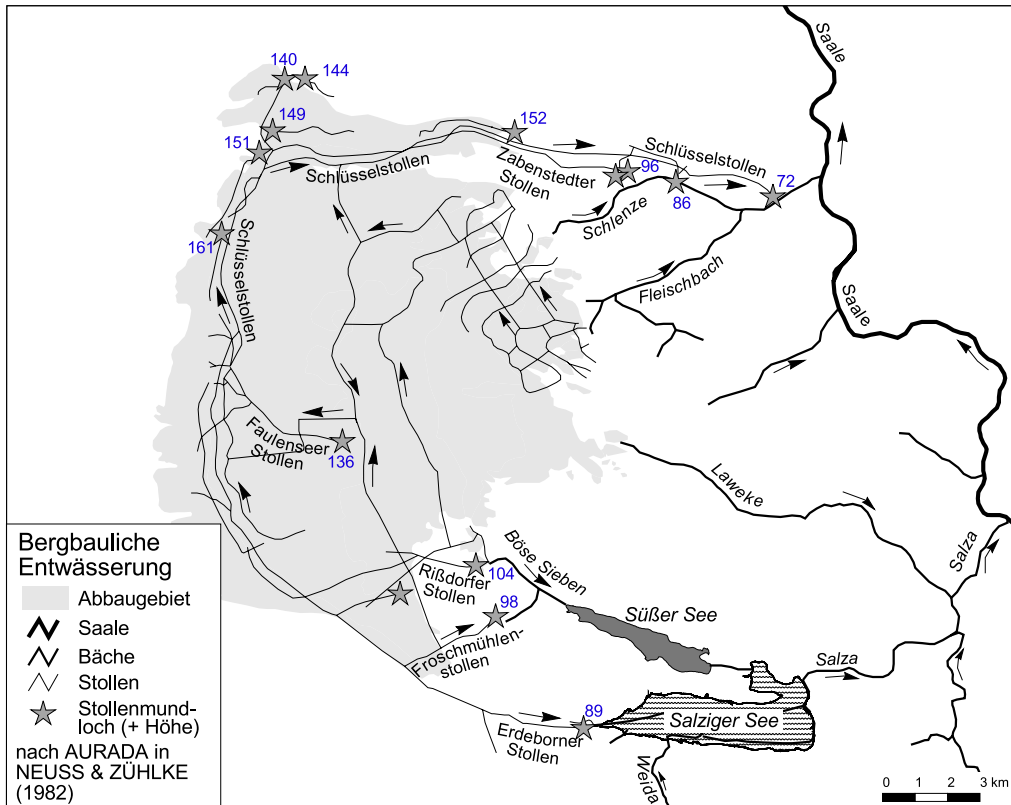 140
144
Saale
149
151
152
96
Schlüsselstollen
Zabenstedter
Stollen
Schlüsselstollen
72
86
Schlenze
161
Schlüsselstollen
Fleischbach
Saale
Faulenseer
Stollen
136
Laweke
Salza
Böse Sieben
104
Rißdorfer
Stollen
98
Süßer See
Froschmühlen-
stollen
Salza
89
Salziger See
Erdeborner
Stollen
Weida
Bergbauliche
Entwässerung
Abbaugebiet
Saale
Bäche
Stollen
Stollenmund-
loch (+ Höhe)
nach AURADA in
NEUSS & ZÜHLKE
(1982)
0 1 2 3 km